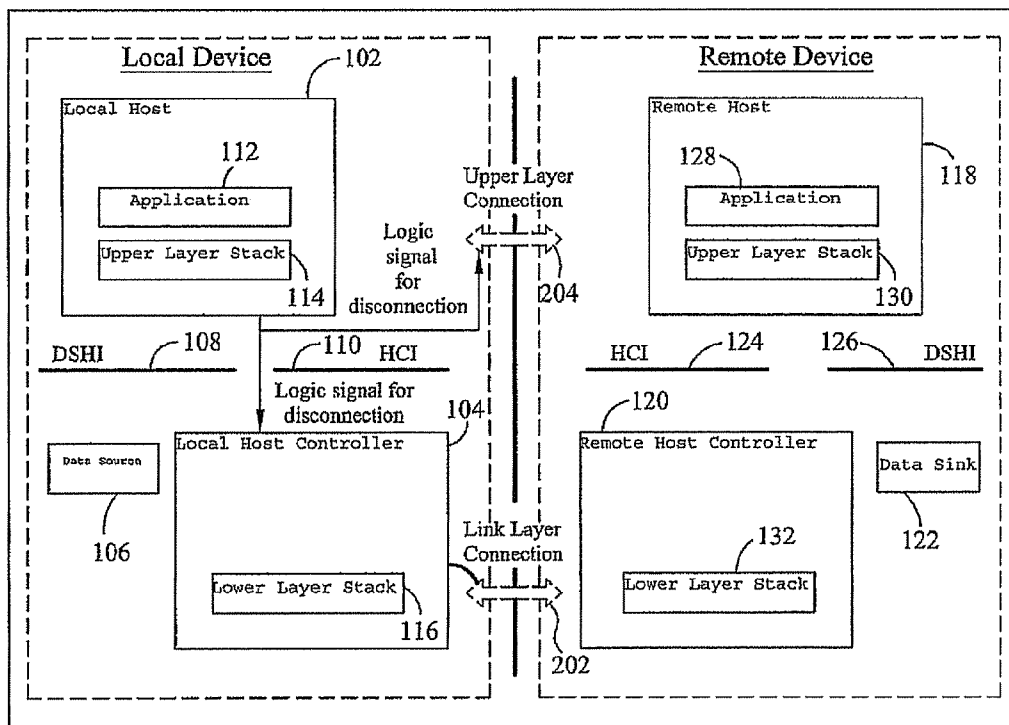 Local Device
102
Local Host
112
Application
Upper Layer Stack
114
Logic
signal
for
disconnection
Upper Layer
Connection
204
Remote Device
Remote Host
128
118
Application
Upper Layer Stack
130
DSHI
108
110
HCI
HCI
124
126
DSHI
Logic signal for
disconnection
104
Local Host Controller
Data Source
106
Lower Layer Stack
116
Link Layer
Connection
202
120
Remote Host Controller
132
Lower Layer Stack
Data Sink
122